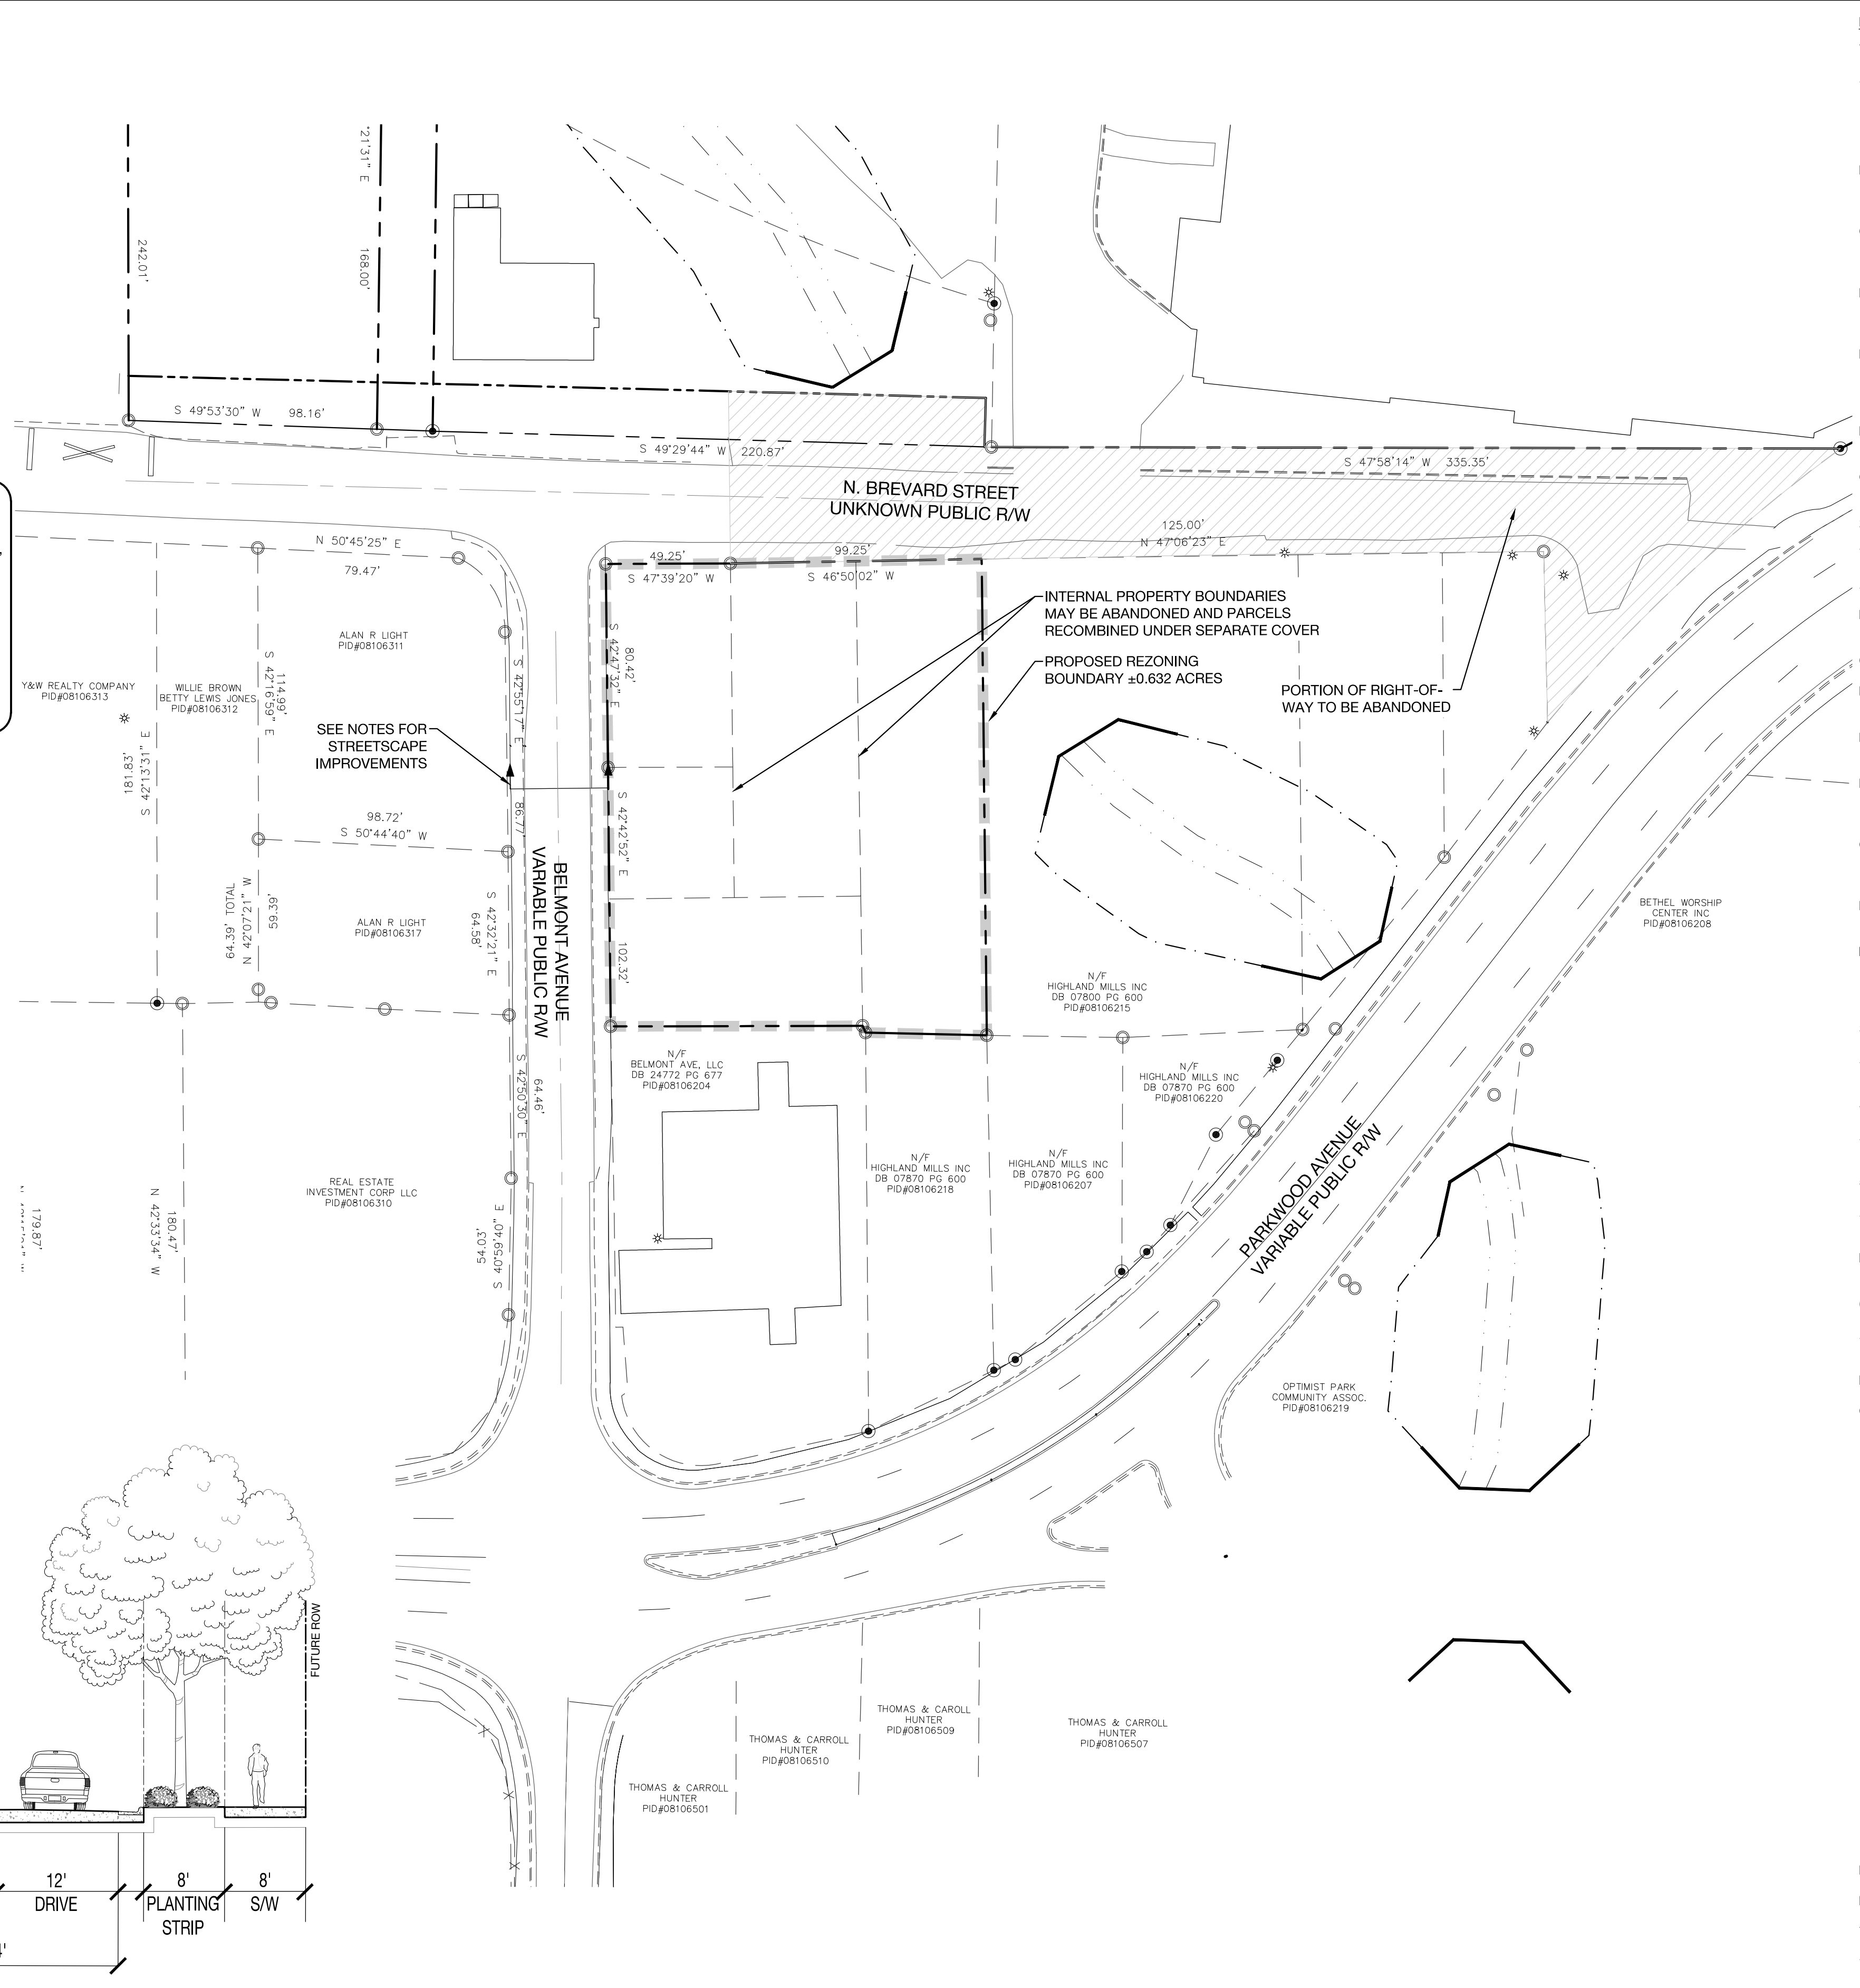 242.01'
°21'31" E
168.00'
S 49°53'30" W 98.16'
S 49°29'44" W 220.87'
S 47°58'14" W 335.35'
N. BREVARD STREET
UNKNOWN PUBLIC R/W
125.00'
N 47°06'23" E
N 50°45'25" E
79.47'
49.25'
S 47°39'20" W
99.25'
S 46°50'02" W
INTERNAL PROPERTY BOUNDARIES
MAY BE ABANDONED AND PARCELS
RECOMBINED UNDER SEPARATE COVER
PROPOSED REZONING
BOUNDARY ±0.632 ACRES
PORTION OF RIGHT-OF-
WAY TO BE ABANDONED
ALAN R LIGHT
PID#08106311
Y&W REALTY COMPANY
PID#08106313
WILLIE BROWN
BETTY LEWIS JONES
PID#08106312
114.99'
S 42°16'59" E
S 42°55'17" E
86.77'
80.42'
S 42°47'32" E
SEE NOTES FOR
STREETSCAPE
IMPROVEMENTS
S 42°13'31" E
181.83'
98.72'
S 50°44'40" W
S 42°42'52" E
102.32'
BELMONT AVENUE
VARIABLE PUBLIC R/W
59.39'
N 42°07'21" W
64.39' TOTAL
ALAN R LIGHT
PID#08106317
S 42°32'21" E
64.58'
BETHEL WORSHIP
CENTER INC
PID#08106208
N/F
HIGHLAND MILLS INC
DB 07800 PG 600
PID#08106215
N/F
BELMONT AVE, LLC
DB 24772 PG 677
PID#08106204
N/F
HIGHLAND MILLS INC
DB 07870 PG 600
PID#08106220
64.46'
S 42°50'30" E
N/F
HIGHLAND MILLS INC
DB 07870 PG 600
PID#08106218
N/F
HIGHLAND MILLS INC
DB 07870 PG 600
PID#08106207
PARKWOOD AVENUE
VARIABLE PUBLIC R/W
REAL ESTATE
INVESTMENT CORP LLC
PID#08106310
179.87'
180.47'
N 42°33'34" W
S 40°59'40" E
54.03'
OPTIMIST PARK
COMMUNITY ASSOC.
PID#08106219
FUTURE ROW
THOMAS & CAROLL
HUNTER
PID#08106509
THOMAS & CARROLL
HUNTER
PID#08106507
THOMAS & CARROLL
HUNTER
PID#08106510
THOMAS & CARROLL
HUNTER
PID#08106501
12'
DRIVE
8'
PLANTING
STRIP
8'
S/W